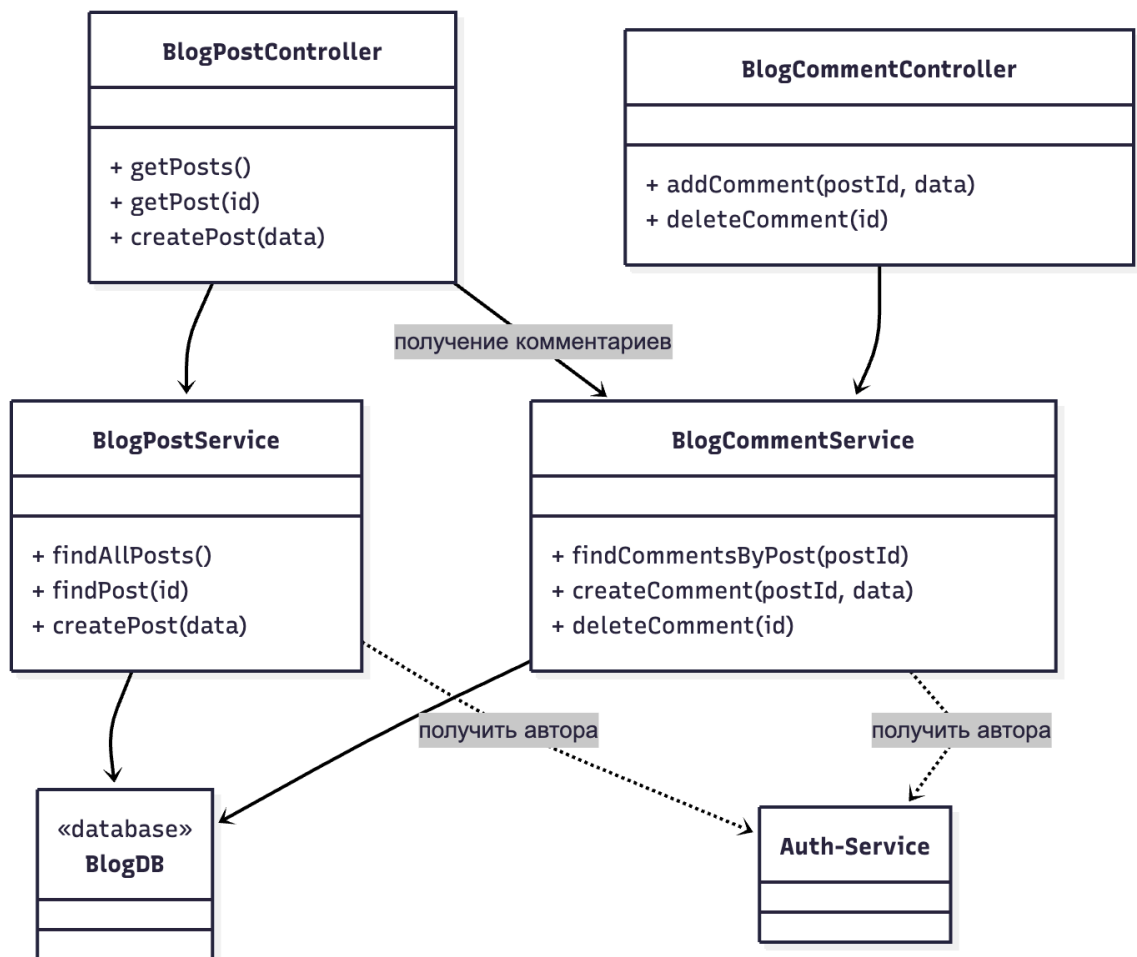 BlogPostController
+ getPosts()
+ getPost(id)
+ createPost(data)
BlogCommentController
+ addComment(postId, data)
+ deleteComment(id)
получение комментариев
BlogPostService
+ findAllPosts()
+ findPost(id)
+ createPost(data)
BlogCommentService
+ findCommentsByPost(postId)
+ createComment(postId, data)
+ deleteComment(id)
получить автора
получить автора
«database»
BlogDB
Auth-Service